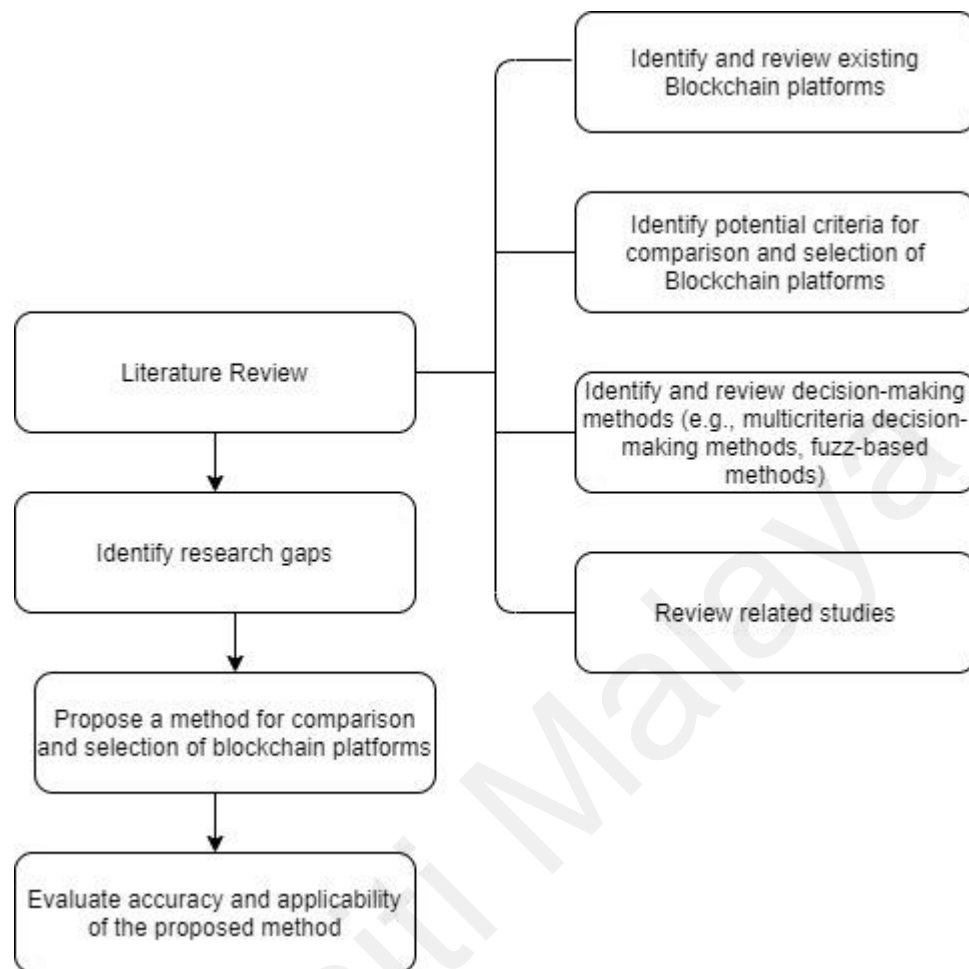 Literature Review
Identify research gaps
Propose a method for comparison
and selection of blockchain platforms
Evaluate accuracy and applicability
of the proposed method
Identify and review existing
Blockchain platforms
Identify potential criteria for
comparison and selection of
Blockchain platforms
Identify and review decision-making
methods (e.g., multicriteria decision-
making methods, fuzz-based
methods)
Review related studies
iti Malaya